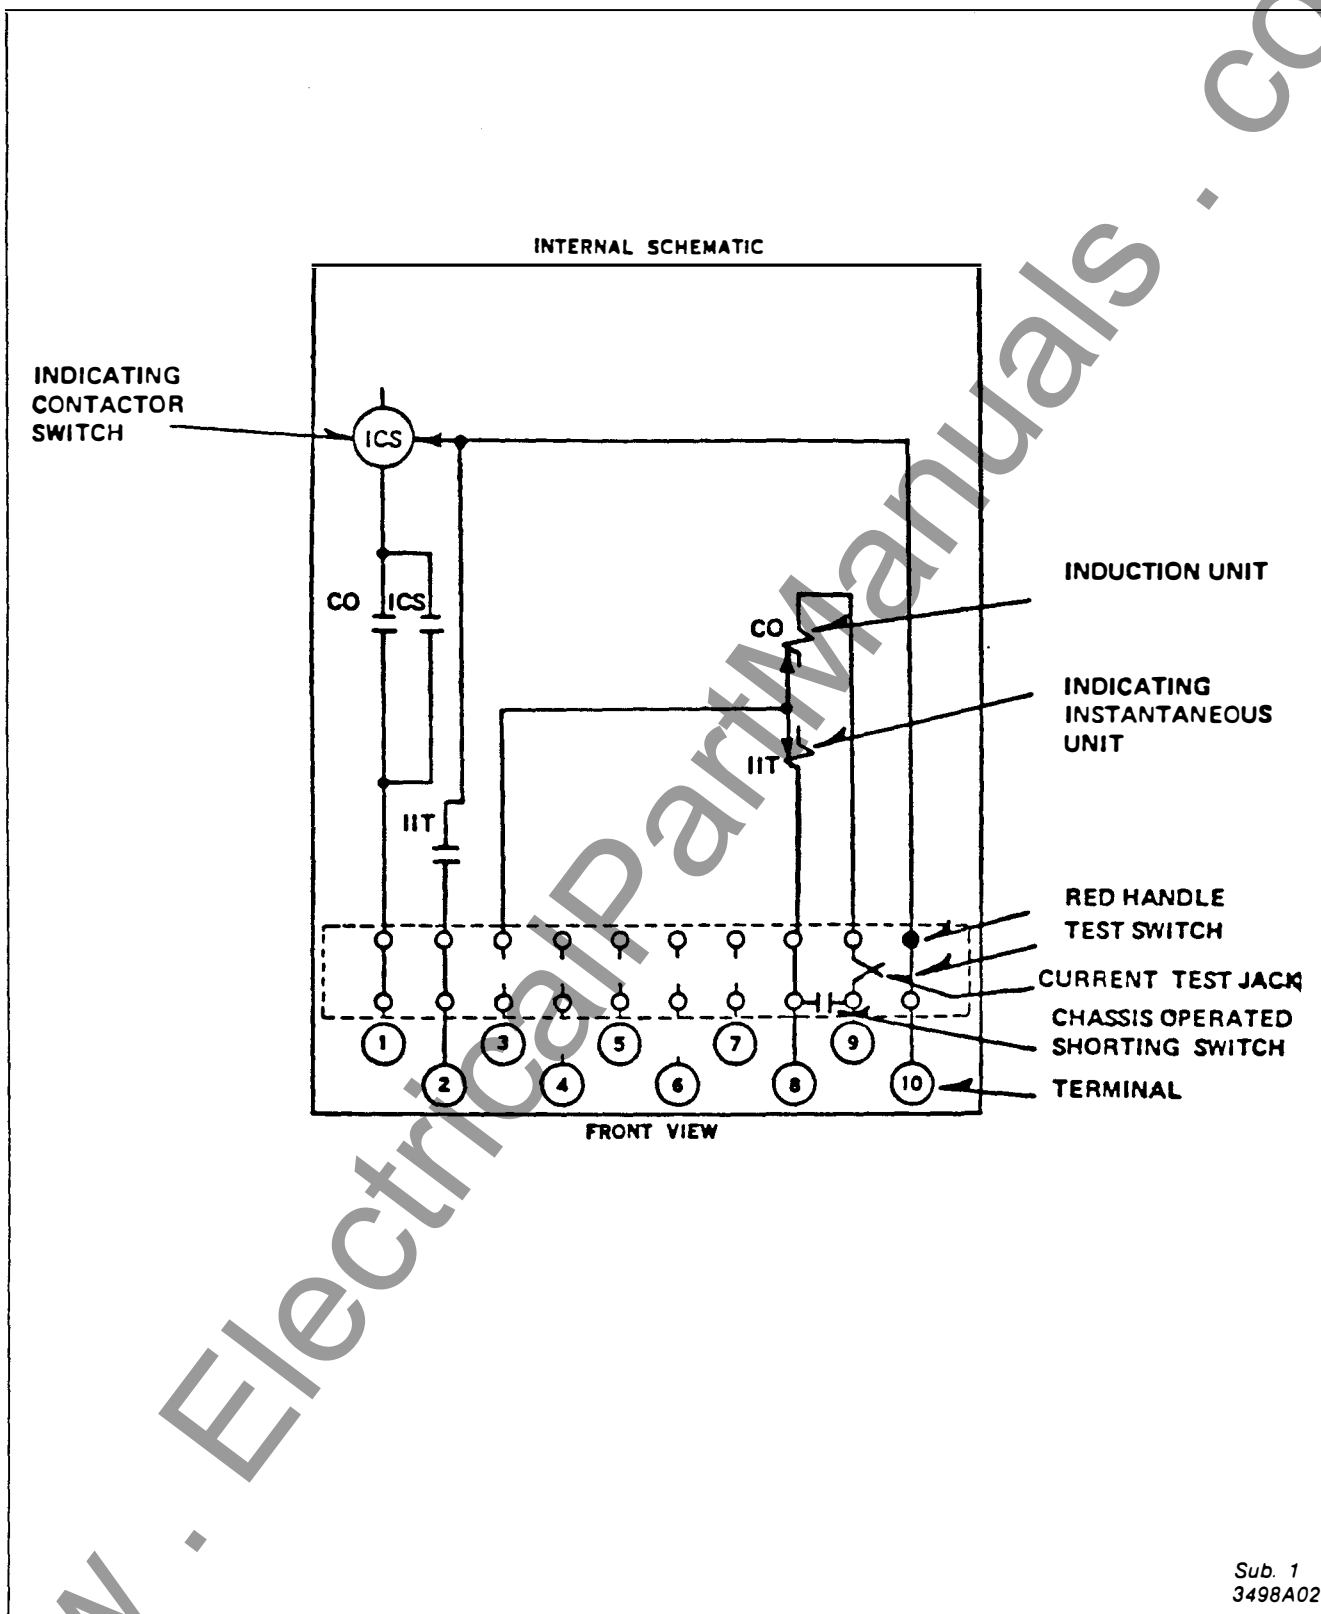 INTERNAL SCHEMATIC
INDICATING
CONTACTOR
SWITCH
ICS
CO
ICS
IIT
CO
IIT
INDUCTION UNIT
INDICATING
INSTANTANEOUS
UNIT
RED HANDLE
TEST SWITCH
CURRENT TEST JACK
CHASSIS OPERATED
SHORTING SWITCH
TERMINAL
1
3
5
7
9
2
4
6
8
10
FRONT VIEW
Sub. 1
3498A02
w . ElectricalPartManuals . co